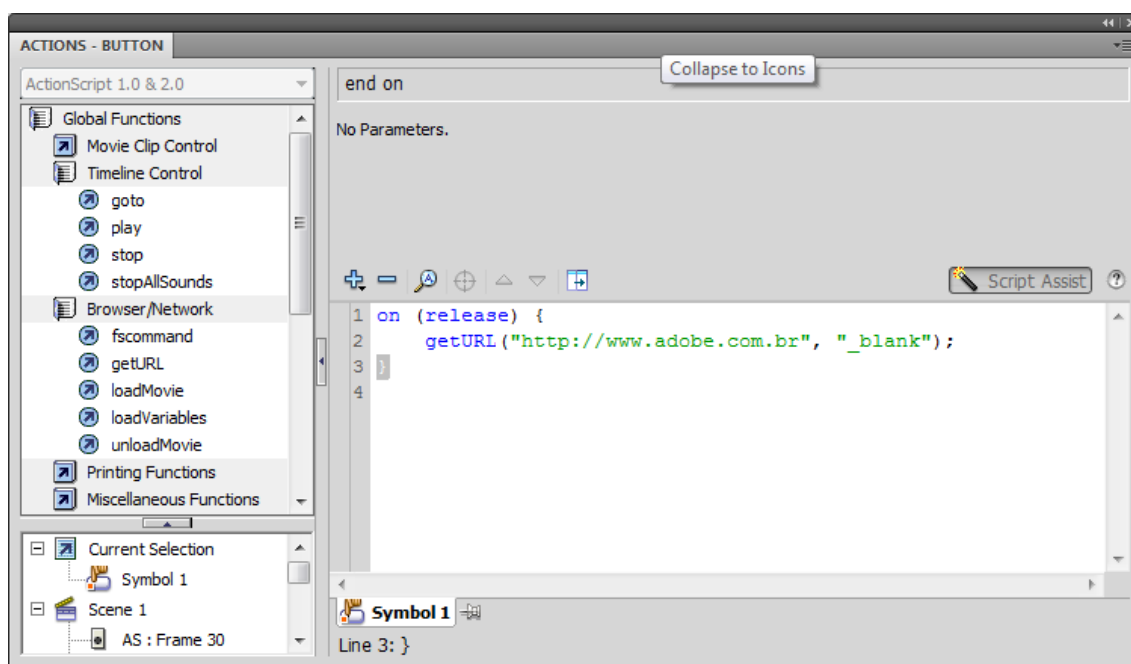 ACTIONS - BUTTON
Collapse to Icons
ActionScript 1.0 & 2.0
end on
No Parameters.
Global Functions
Movie Clip Control
Timeline Control
goto
play
stop
stopAllSounds
Browser/Network
fscommand
getURL
loadMovie
loadVariables
unloadMovie
Printing Functions
Miscellaneous Functions
Script Assist
1 on (release) {
2 getURL("http://www.adobe.com.br", "_blank");
3 }
4
Current Selection
Symbol 1
Scene 1
AS : Frame 30
Symbol 1
Line 3: }